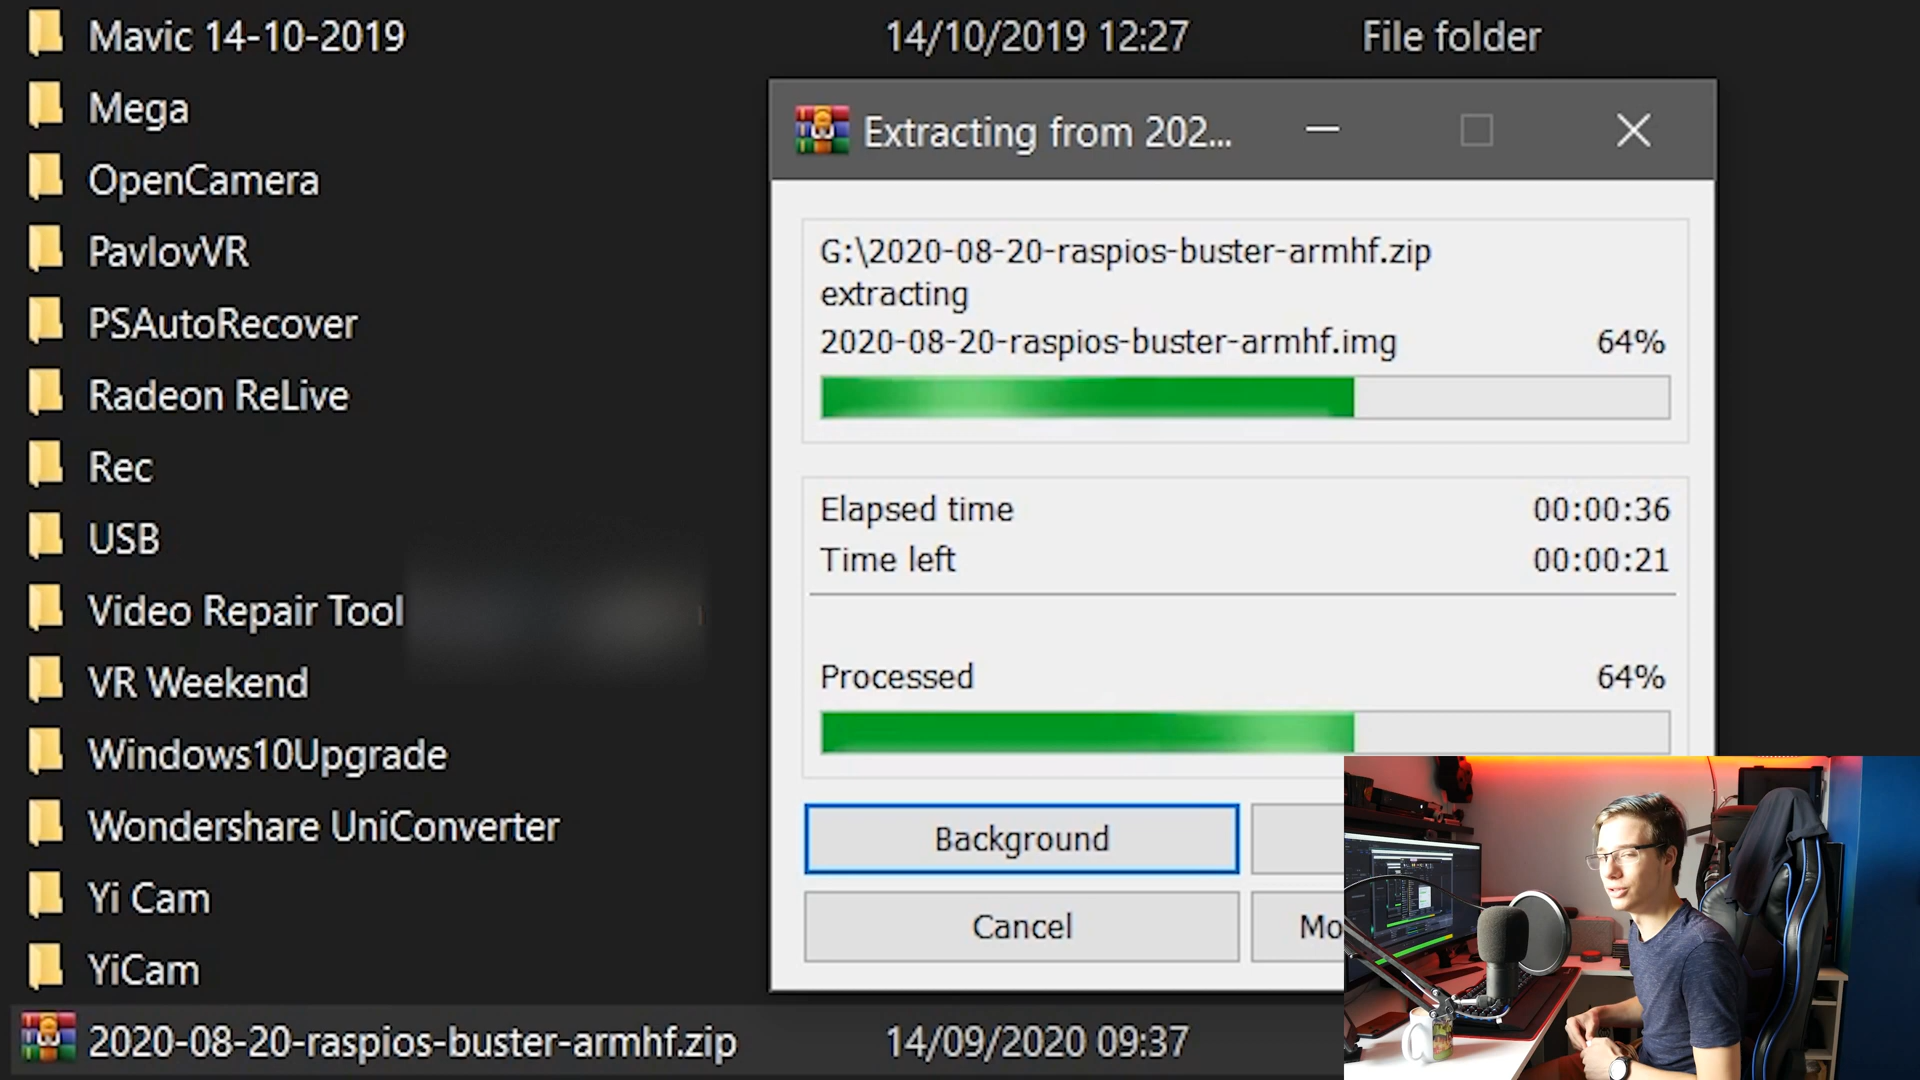 Mavic 14-10-2019 14/10/2019 12:27 File folder
Mega
OpenCamera
PavlovVR
PSAutoRecover
Radeon ReLive
Rec
USB
Video Repair Tool
VR Weekend
Windows10Upgrade
Wondershare UniConverter
Yi Cam
YiCam
2020-08-20-raspios-buster-armhf.zip 14/09/2020 09:37
Extracting from 202...
G:\2020-08-20-raspios-buster-armhf.zip
extracting
2020-08-20-raspios-buster-armhf.img 64%
Elapsed time 00:00:36
Time left 00:00:21
Processed 64%
Background
Cancel Mo